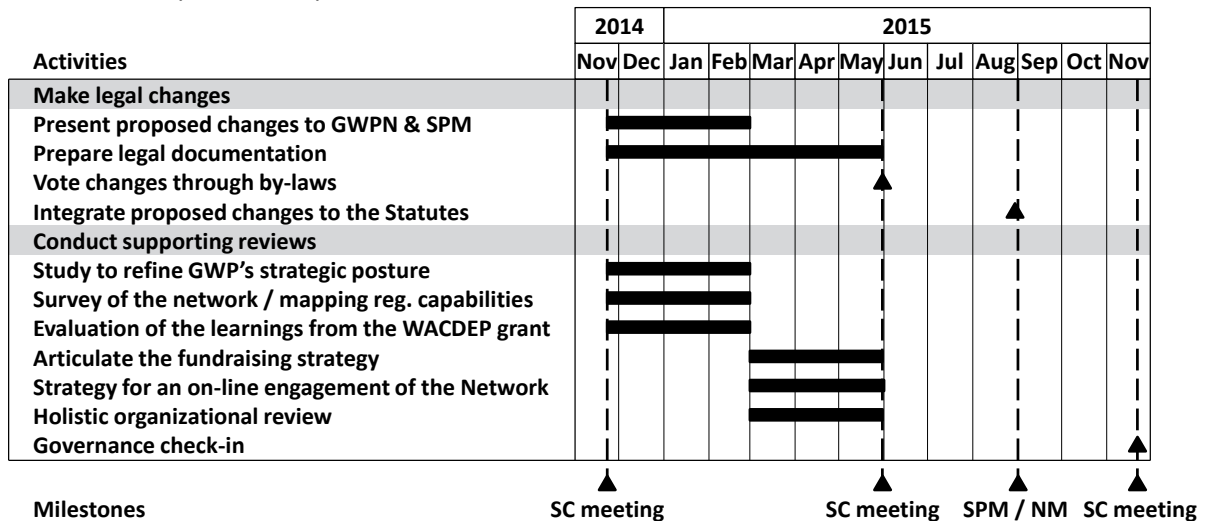 2014 2015
Activities Nov Dec Jan Feb Mar Apr May Jun Jul Aug Sep Oct Nov
Make legal changes
Present proposed changes to GWPN & SPM
Prepare legal documentation
Vote changes through by-laws
Integrate proposed changes to the Statutes
Conduct supporting reviews
Study to refine GWP’s strategic posture
Survey of the network / mapping reg. capabilities
Evaluation of the learnings from the WACDEP grant
Articulate the fundraising strategy
Strategy for an on-line engagement of the Network
Holistic organizational review
Governance check-in
Milestones SC meeting SC meeting SPM / NM SC meeting